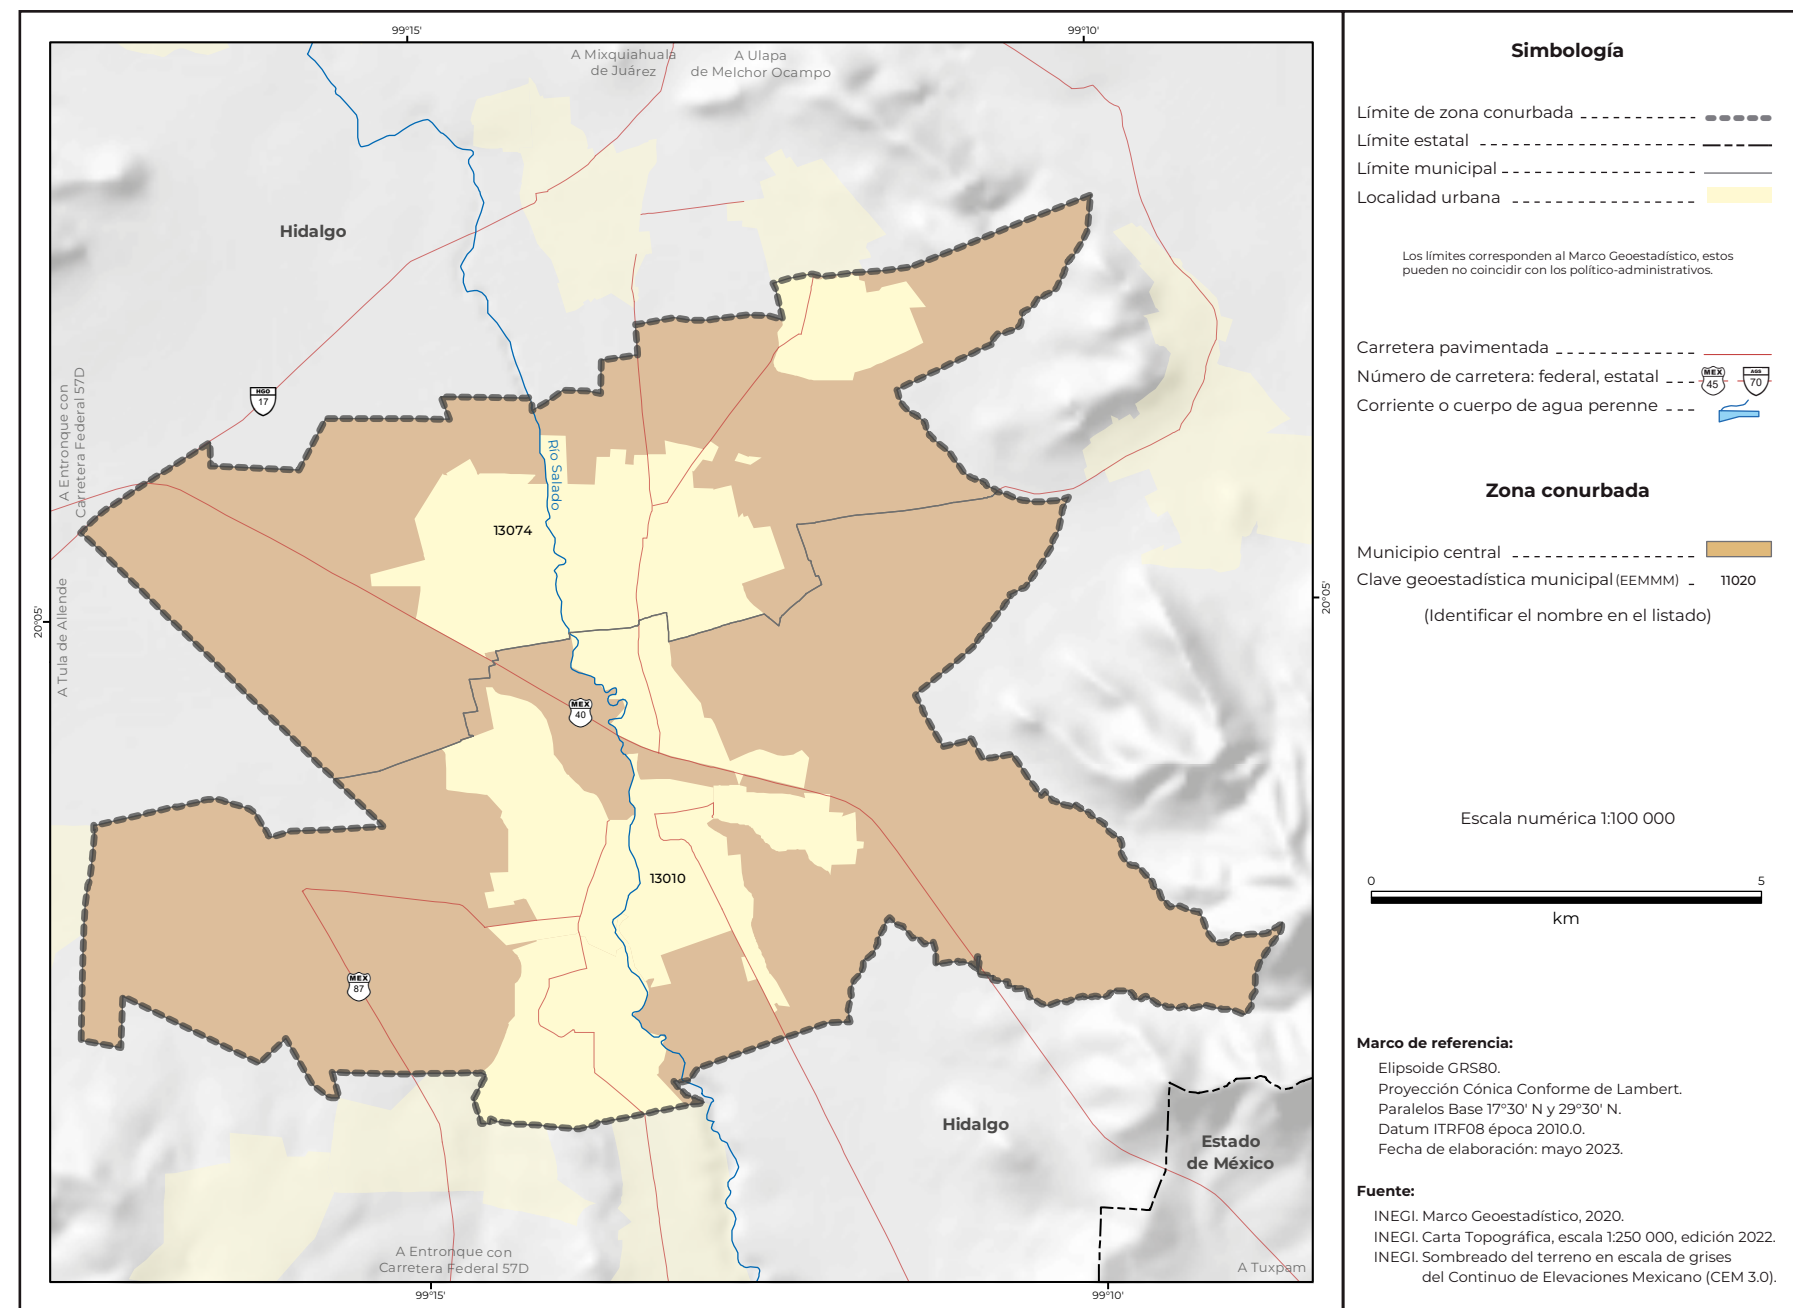 99°15'
99°10'
A Mixquiahuala
de Juárez
A Ulapa
de Melchor Ocampo
Hidalgo
HGO
17
A Entronque con
Carretera Federal 57D
Río Salado
13074
A Tula de Allende
20°05'
20°05'
MEX
40
13010
MEX
87
Hidalgo
Estado
de México
A Entronque con
Carretera Federal 57D
A Tuxpam
99°15'
99°10'
Simbología
Límite de zona conurbada
Límite estatal
Límite municipal
Localidad urbana
Los límites corresponden al Marco Geoestadístico, estos
pueden no coincidir con los político-administrativos.
Carretera pavimentada
Número de carretera: federal, estatal MEX 45 AGS 70
Corriente o cuerpo de agua perenne
Zona conurbada
Municipio central
Clave geoestadística municipal (EEMMM) 11020
(Identificar el nombre en el listado)
Escala numérica 1:100 000
0 5
km
Marco de referencia:
Elipsoide GRS80.
Proyección Cónica Conforme de Lambert.
Paralelos Base 17°30' N y 29°30' N.
Datum ITRF08 época 2010.0.
Fecha de elaboración: mayo 2023.
Fuente:
INEGI. Marco Geoestadístico, 2020.
INEGI. Carta Topográfica, escala 1:250 000, edición 2022.
INEGI. Sombreado del terreno en escala de grises
del Continuo de Elevaciones Mexicano (CEM 3.0).